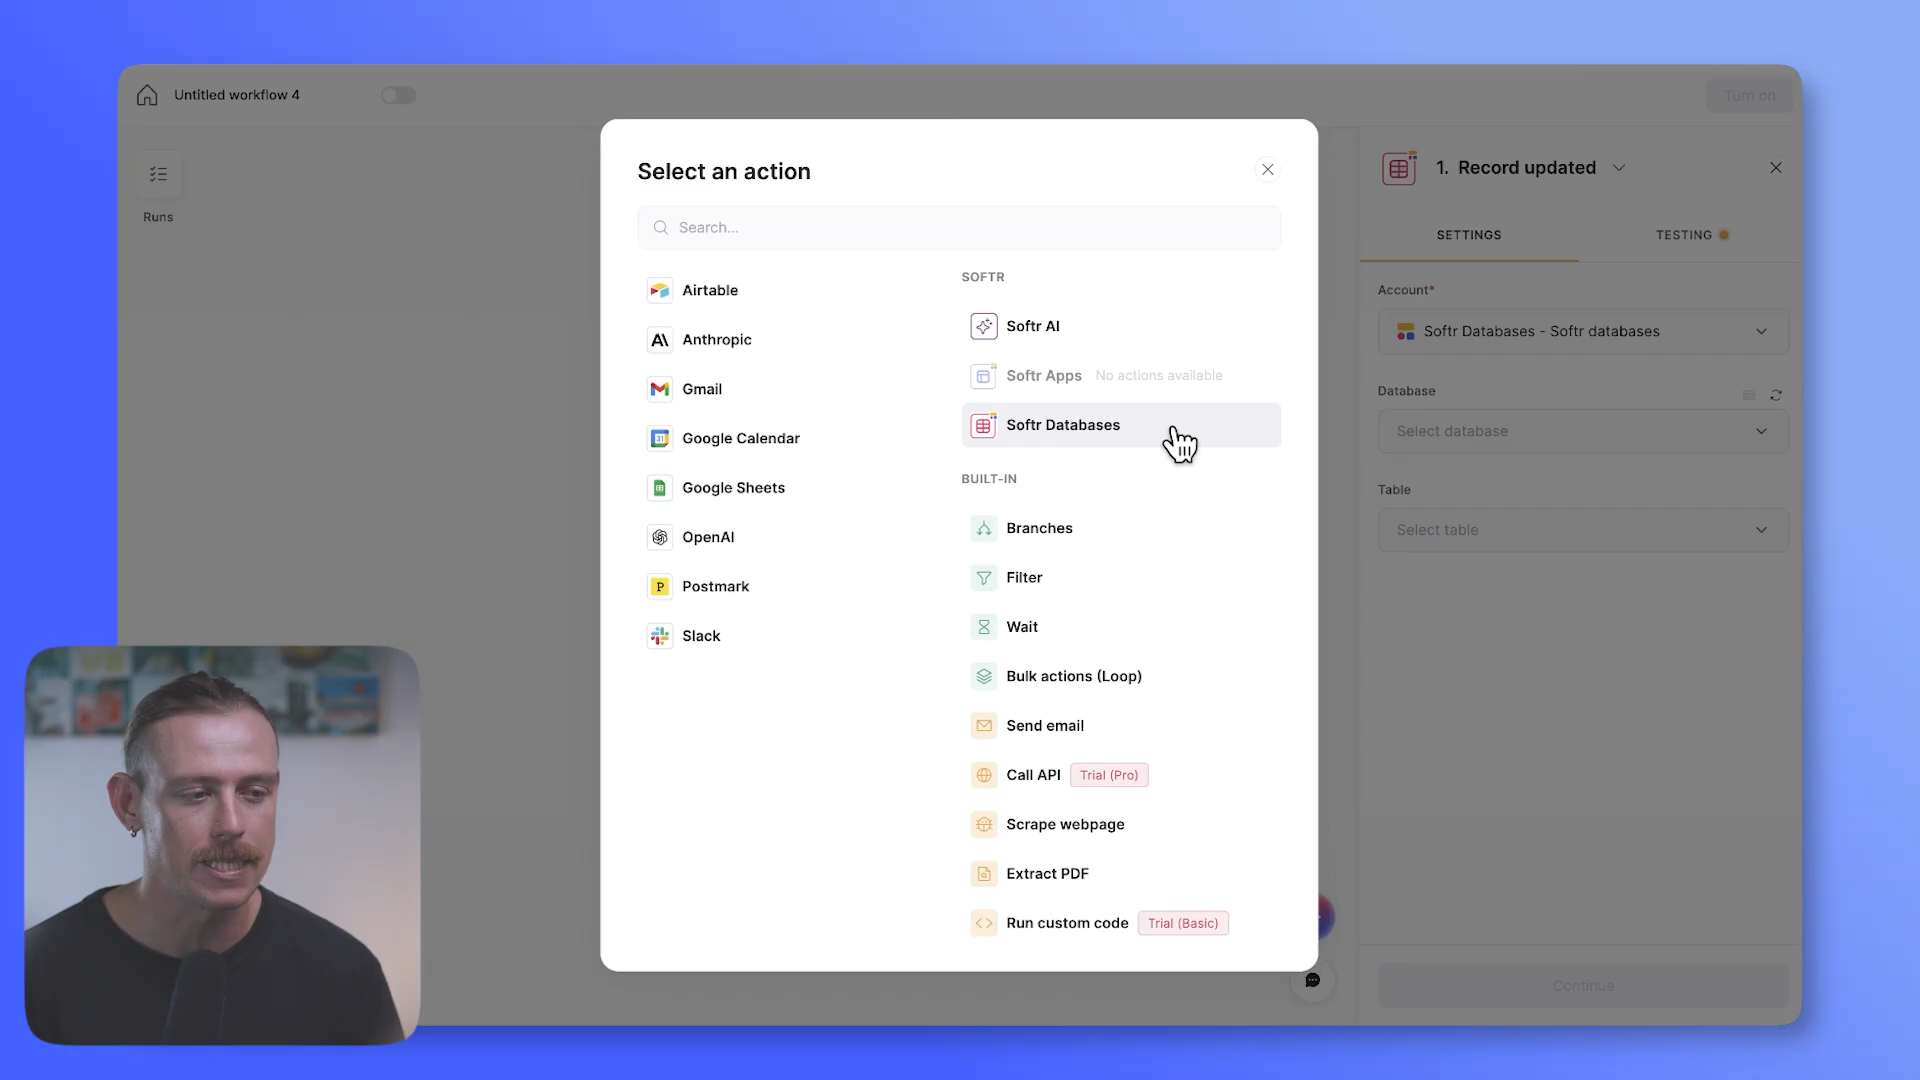 Untitled workflow 4
Turn on
Runs
Select an action
Search...
Airtable
Anthropic
Gmail
Google Calendar
Google Sheets
OpenAI
Postmark
Slack
SOFTR
Softr AI
Softr Apps No actions available
Softr Databases
BUILT-IN
Branches
Filter
Wait
Bulk actions (Loop)
Send email
Call API Trial (Pro)
Scrape webpage
Extract PDF
Run custom code Trial (Basic)
1. Record updated
SETTINGS
TESTING
Account*
Softr Databases - Softr databases
Database
Select database
Table
Select table
Continue